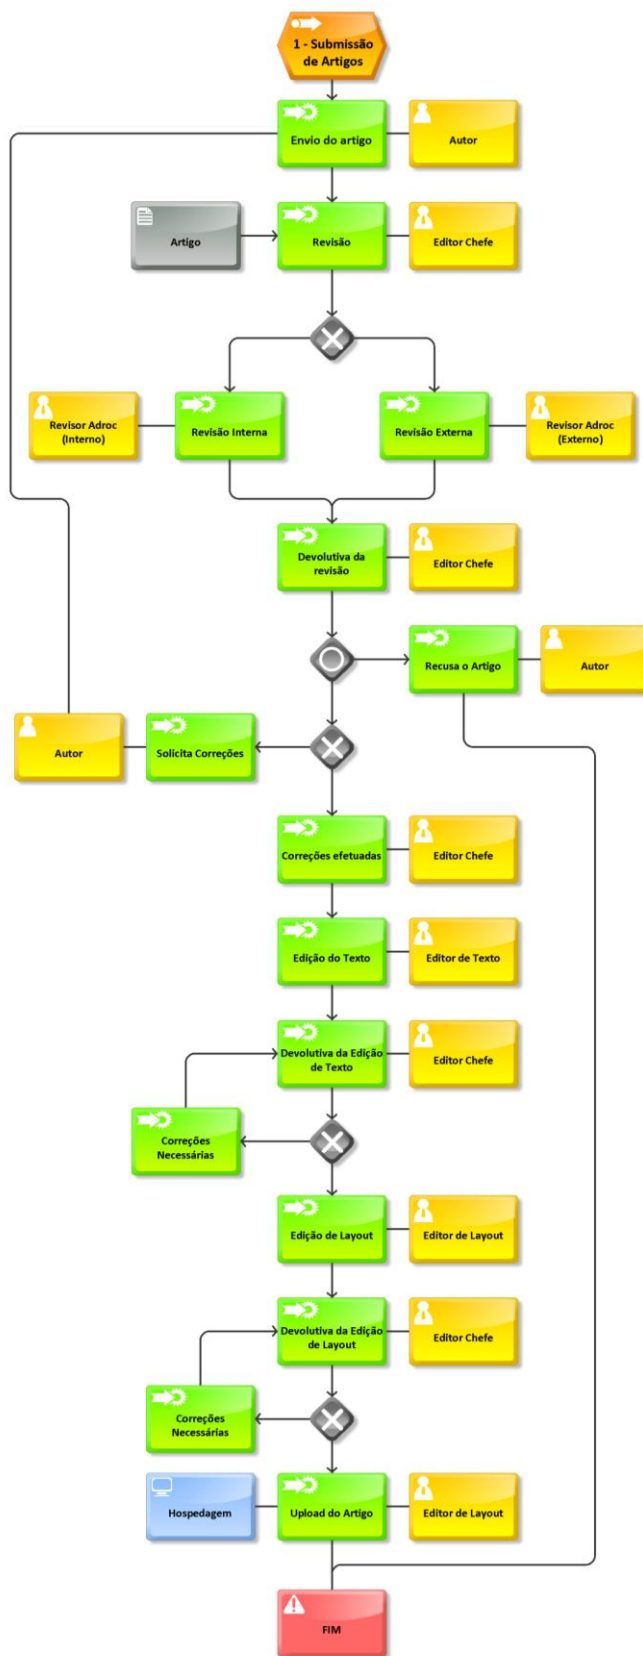 1 - Submissão
de Artigos
Envio do artigo
Autor
Artigo
Revisão
Editor Chefe
Revisor Adroc
(Interno)
Revisão Interna
Revisão Externa
Revisor Adroc
(Externo)
Devolutiva da
revisão
Editor Chefe
Recusa o Artigo
Autor
Autor
Solicita Correções
Correções efetuadas
Editor Chefe
Edição do Texto
Editor de Texto
Devolutiva da Edição
de Texto
Editor Chefe
Correções
Necessárias
Edição de Layout
Editor de Layout
Devolutiva da Edição
de Layout
Editor Chefe
Correções
Necessárias
Hospedagem
Upload do Artigo
Editor de Layout
FIM